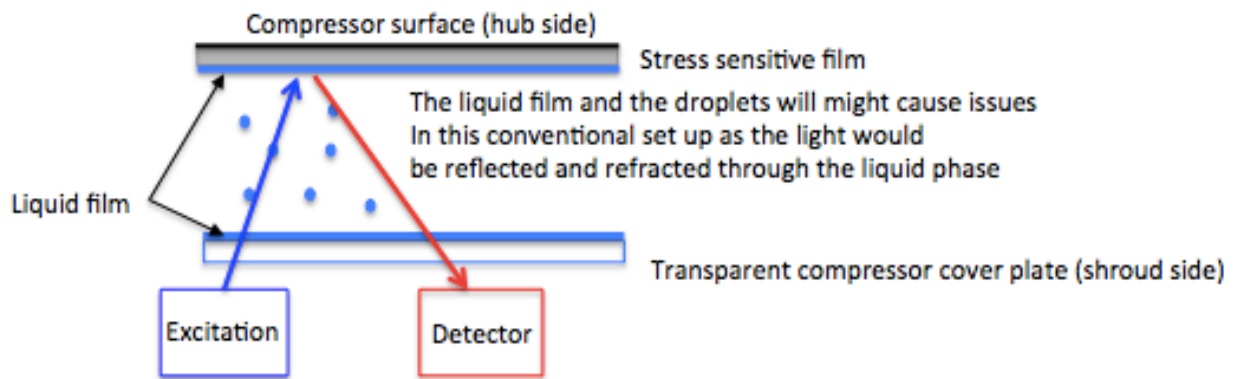 Compressor surface (hub side)
Stress sensitive film
The liquid film and the droplets will might cause issues
In this conventional set up as the light would
be reflected and refracted through the liquid phase
Liquid film
Transparent compressor cover plate (shroud side)
Excitation
Detector